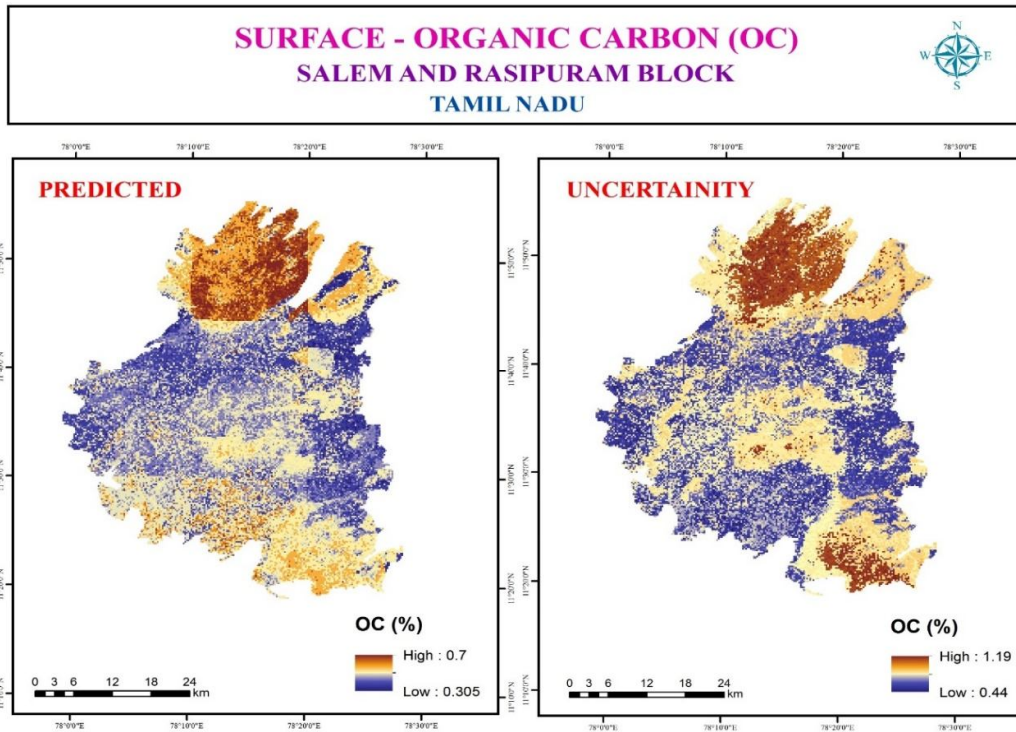 SURFACE - ORGANIC CARBON (OC)
SALEM AND RASIPURAM BLOCK
TAMIL NADU
N
W E
S
78°0'0"E 78°10'0"E 78°20'0"E 78°30'0"E
PREDICTED
OC (%)
High : 0.7
Low : 0.305
0 3 6 12 18 24
km
78°0'0"E 78°10'0"E 78°20'0"E 78°30'0"E
78°0'0"E 78°10'0"E 78°20'0"E 78°30'0"E
UNCERTAINITY
OC (%)
High : 1.19
Low : 0.44
0 3 6 12 18 24
km
78°0'0"E 78°10'0"E 78°20'0"E 78°30'0"E